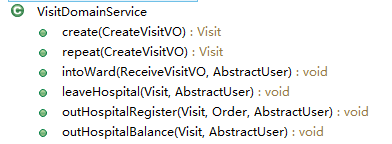 VisitDomainService
create(CreateVisitVO) : Visit
repeat(CreateVisitVO) : Visit
intoWard(ReceiveVisitVO, AbstractUser) : void
leaveHospital(Visit, AbstractUser) : void
outHospitalRegister(Visit, Order, AbstractUser) : void
outHospitalBalance(Visit, AbstractUser) : void